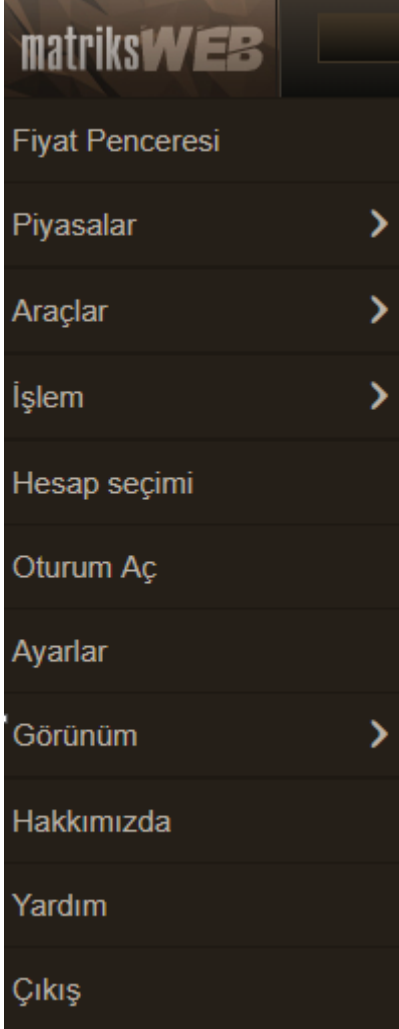 matriksWEB
Fiyat Penceresi
Piyasalar
Araçlar
İşlem
Hesap seçimi
Oturum Aç
Ayarlar
Görünüm
Hakkımızda
Yardım
Çıkış